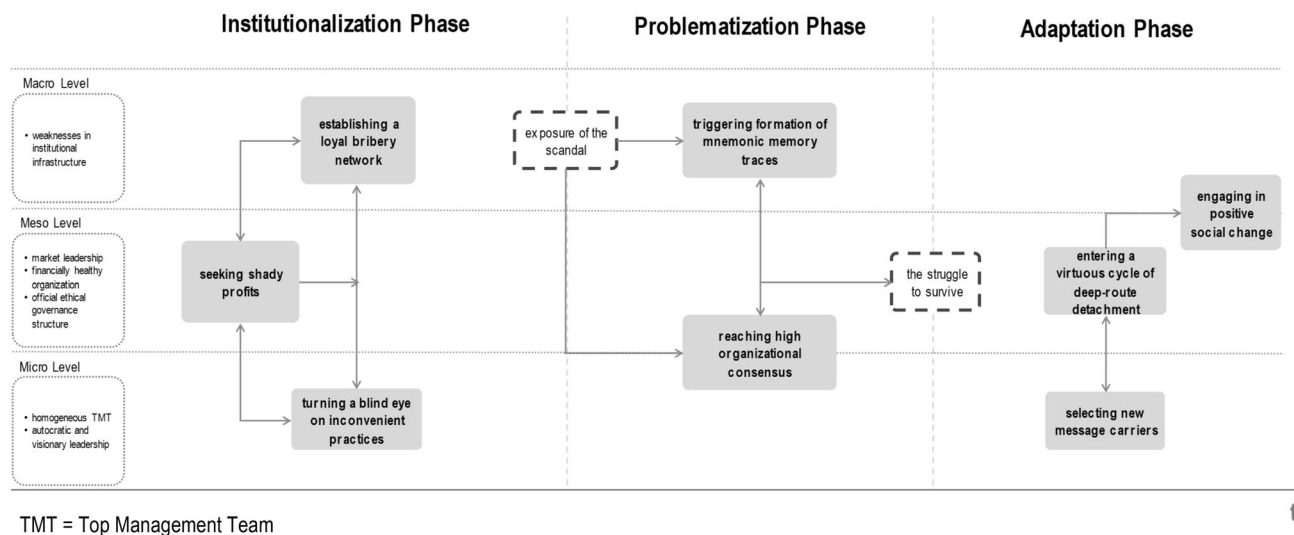 Institutionalization Phase
Problematization Phase
Adaptation Phase
Macro Level
• weaknesses in
institutional
infrastructure
establishing a
loyal bribery
network
exposure of the
scandal
triggering formation of
mnemonic memory
traces
engaging in
positive
social change
Meso Level
• market leadership
• financially healthy
organization
• official ethical
governance
structure
seeking shady
profits
the struggle
to survive
entering a
virtuous cycle of
deep-route
detachment
reaching high
organizational
consensus
Micro Level
• homogeneous TMT
• autocratic and
visionary leadership
turning a blind eye
on inconvenient
practices
selecting new
message carriers
t
TMT = Top Management Team